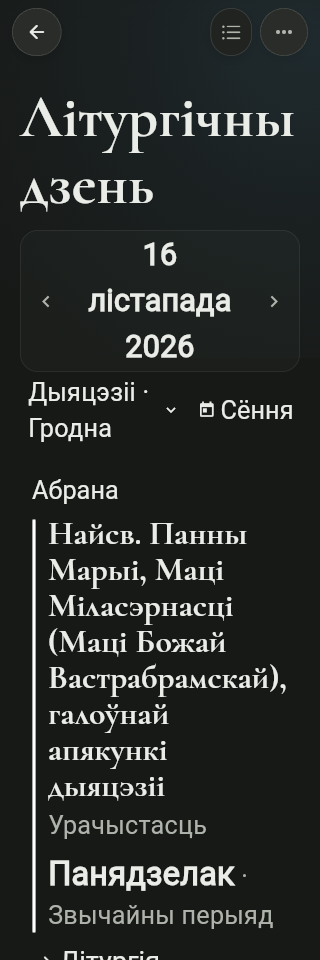 Літургічны
дзень
16
лістапада
2026
Дыяцэзіі ·
Гродна
Сёння
Абрана
Найсв. Панны
Марыі, Маці
Міласэрнасці
(Маці Божай
Вастрабрамскай),
галоўнай
апякункі
дыяцэзіі
Урачыстасць
Панядзелак ·
Звычайны перыяд
Літургія